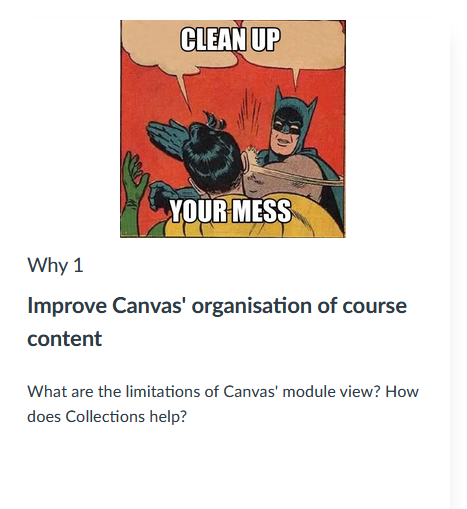 CLEAN UP
YOUR MESS
Why 1
Improve Canvas' organisation of course
content
What are the limitations of Canvas' module view? How
does Collections help?